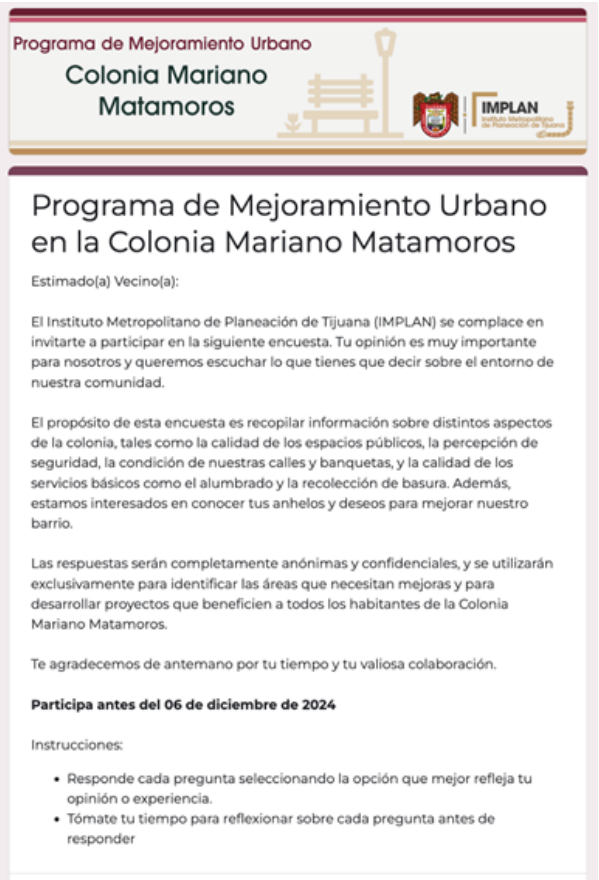 Programa de Mejoramiento Urbano
Colonia Mariano
Matamoros
IMPLAN
Instituto Metropolitano
de Planeación de Tijuana
Programa de Mejoramiento Urbano
en la Colonia Mariano Matamoros
Estimado(a) Vecino(a):
El Instituto Metropolitano de Planeación de Tijuana (IMPLAN) se complace en
invitarte a participar en la siguiente encuesta. Tu opinión es muy importante
para nosotros y queremos escuchar lo que tienes que decir sobre el entorno de
nuestra comunidad.
El propósito de esta encuesta es recopilar información sobre distintos aspectos
de la colonia, tales como la calidad de los espacios públicos, la percepción de
seguridad, la condición de nuestras calles y banquetas, y la calidad de los
servicios básicos como el alumbrado y la recolección de basura. Además,
estamos interesados en conocer tus anhelos y deseos para mejorar nuestro
barrio.
Las respuestas serán completamente anónimas y confidenciales, y se utilizarán
exclusivamente para identificar las áreas que necesitan mejoras y para
desarrollar proyectos que beneficien a todos los habitantes de la Colonia
Mariano Matamoros.
Te agradecemos de antemano por tu tiempo y tu valiosa colaboración.
Participa antes del 06 de diciembre de 2024
Instrucciones:
• Responde cada pregunta seleccionando la opción que mejor refleja tu
opinión o experiencia.
• Tómate tu tiempo para reflexionar sobre cada pregunta antes de
responder